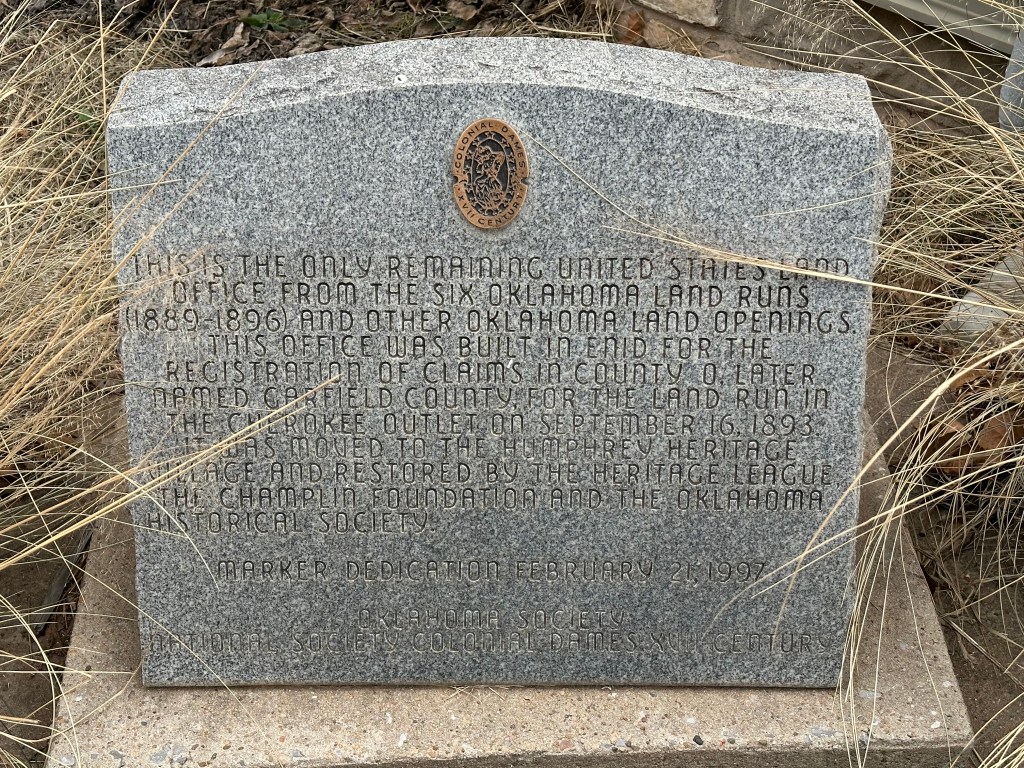 COLONIAL DAMES
XVII CENTURY
THIS IS THE ONLY REMAINING UNITED STATES LAND
OFFICE FROM THE SIX OKLAHOMA LAND RUNS
(1889-1896) AND OTHER OKLAHOMA LAND OPENINGS.
THIS OFFICE WAS BUILT IN ENID FOR THE
REGISTRATION OF CLAIMS IN COUNTY O, LATER
NAMED GARFIELD COUNTY, FOR THE LAND RUN IN
THE CHEROKEE OUTLET ON SEPTEMBER 16, 1893.
IT WAS MOVED TO THE HUMPHREY HERITAGE
VILLAGE AND RESTORED BY THE HERITAGE LEAGUE
THE CHAMPLIN FOUNDATION AND THE OKLAHOMA
HISTORICAL SOCIETY.
MARKER DEDICATION FEBRUARY 21, 1997
OKLAHOMA SOCIETY
NATIONAL SOCIETY COLONIAL DAMES XVII CENTURY